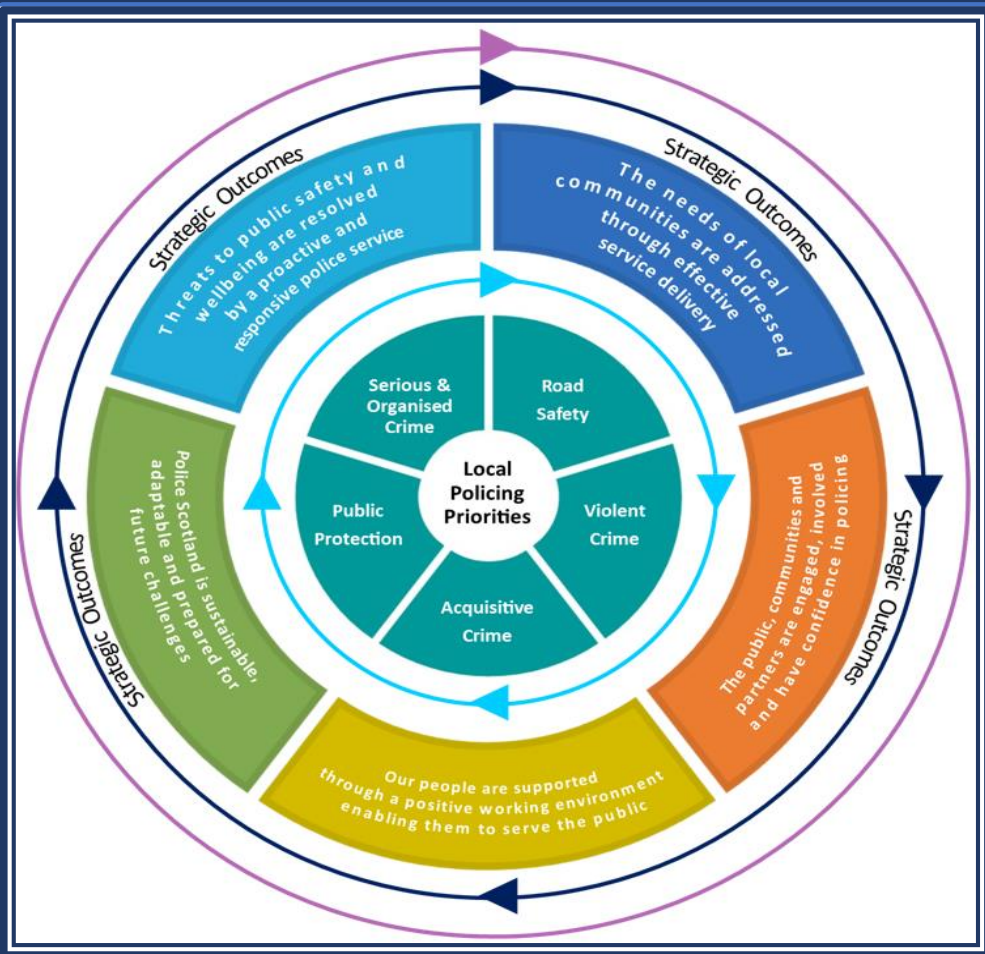 Strategic Outcomes
Threats to public safety and
wellbeing are resolved
by a proactive and
responsive police service
Strategic Outcomes
The needs of local
communities are addressed
through effective
service delivery
Strategic Outcomes
The public, communities and
partners are engaged, involved
and have confidence in policing
Our people are supported
through a positive working environment
enabling them to serve the public
Strategic Outcomes
Police Scotland is sustainable,
adaptable and prepared for
future challenges
Serious &
Organised
Crime
Road
Safety
Local
Policing
Priorities
Public
Protection
Violent
Crime
Acquisitive
Crime